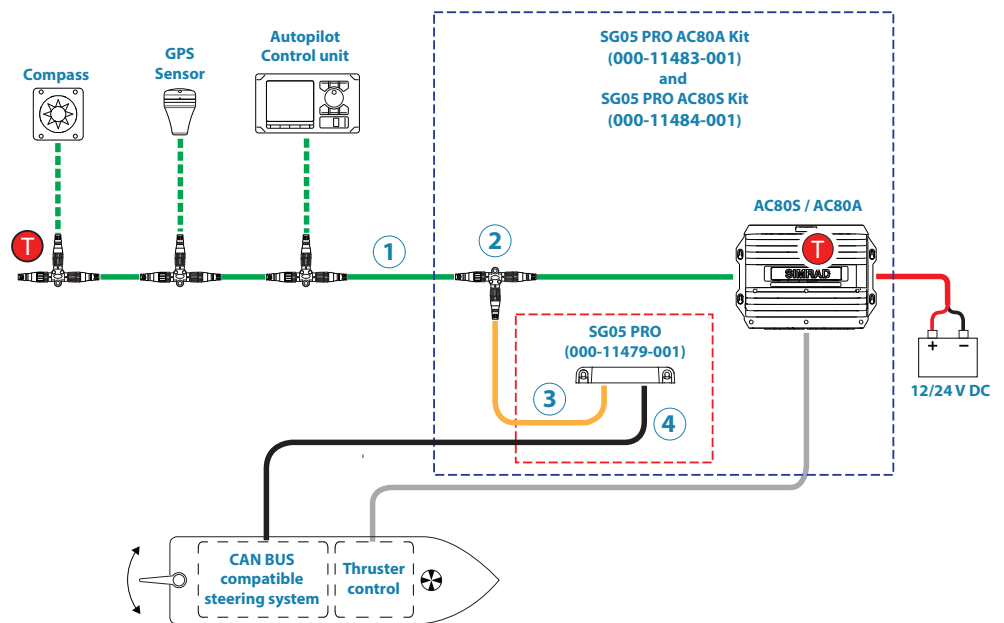 SG05 PRO AC80A Kit
(000-11483-001)
and
SG05 PRO AC80S Kit
(000-11484-001)
Compass
GPS
Sensor
Autopilot
Control unit
AC80S / AC80A
T
1
2
T
SIMRAD
SG05 PRO
(000-11479-001)
3
4
+ −
12/24 V DC
CAN BUS
compatible
steering system
Thruster
control